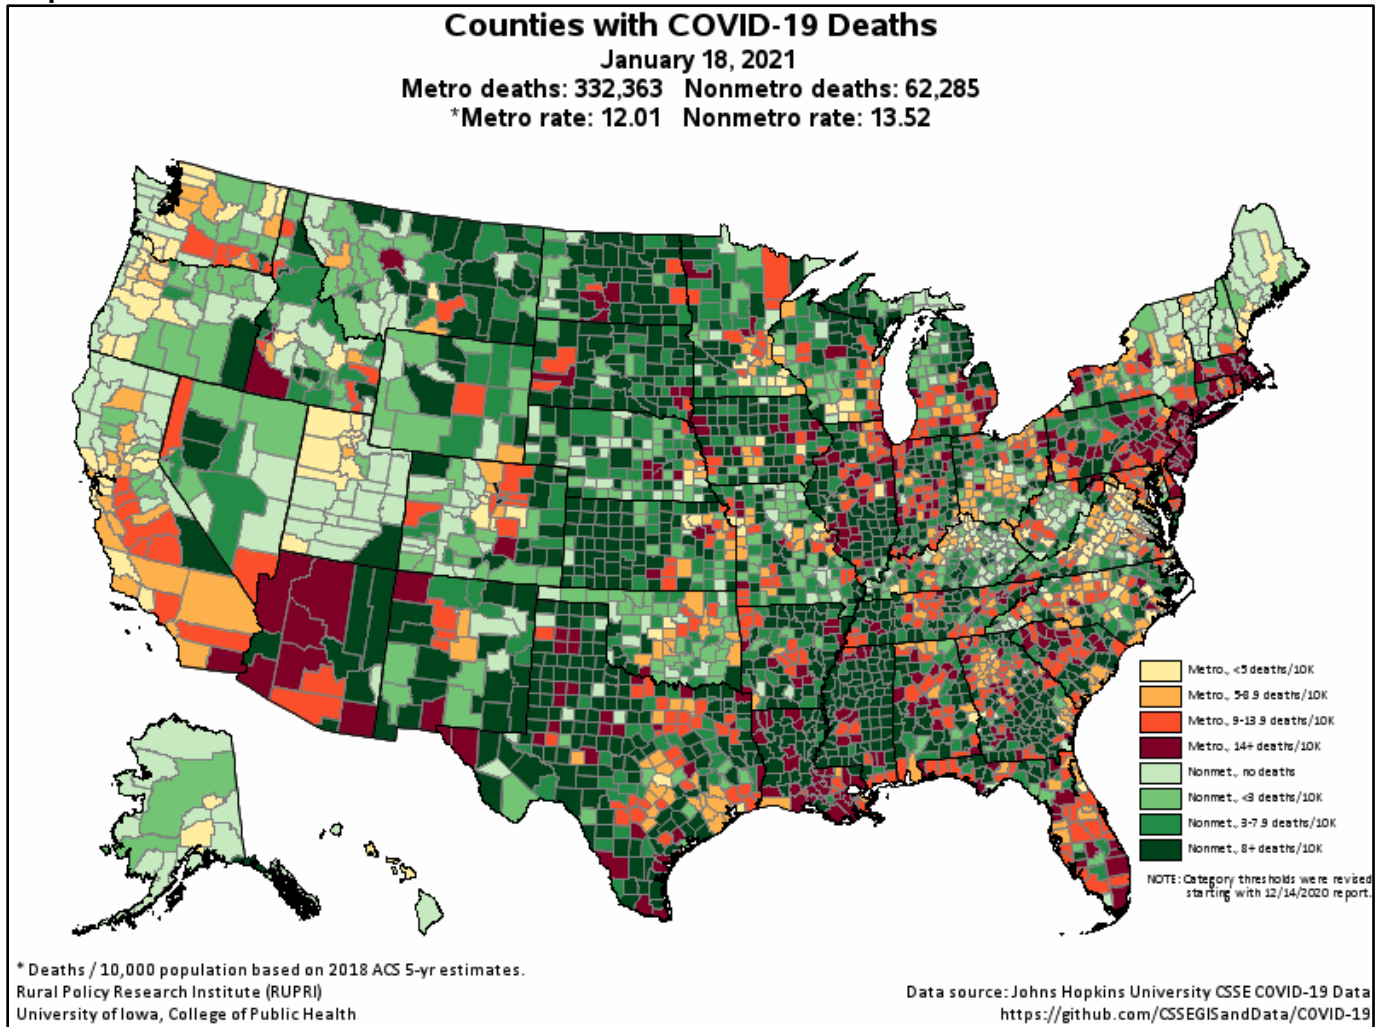 Counties with COVID-19 Deaths
January 18, 2021
Metro deaths: 332,363 Nonmetro deaths: 62,285
*Metro rate: 12.01 Nonmetro rate: 13.52
Metro., <5 deaths/10K
Metro., 5-8.9 deaths/10K
Metro., 9-13.9 deaths/10K
Metro., 14+ deaths/10K
Nonmet., no deaths
Nonmet., <3 deaths/10K
Nonmet., 3-7.9 deaths/10K
Nonmet., 8+ deaths/10K
NOTE: Category thresholds were revised
starting with 12/14/2020 report.
* Deaths / 10,000 population based on 2018 ACS 5-yr estimates.
Rural Policy Research Institute (RUPRI)
University of Iowa, College of Public Health
Data source: Johns Hopkins University CSSE COVID-19 Data
https://github.com/CSSEGISandData/COVID-19